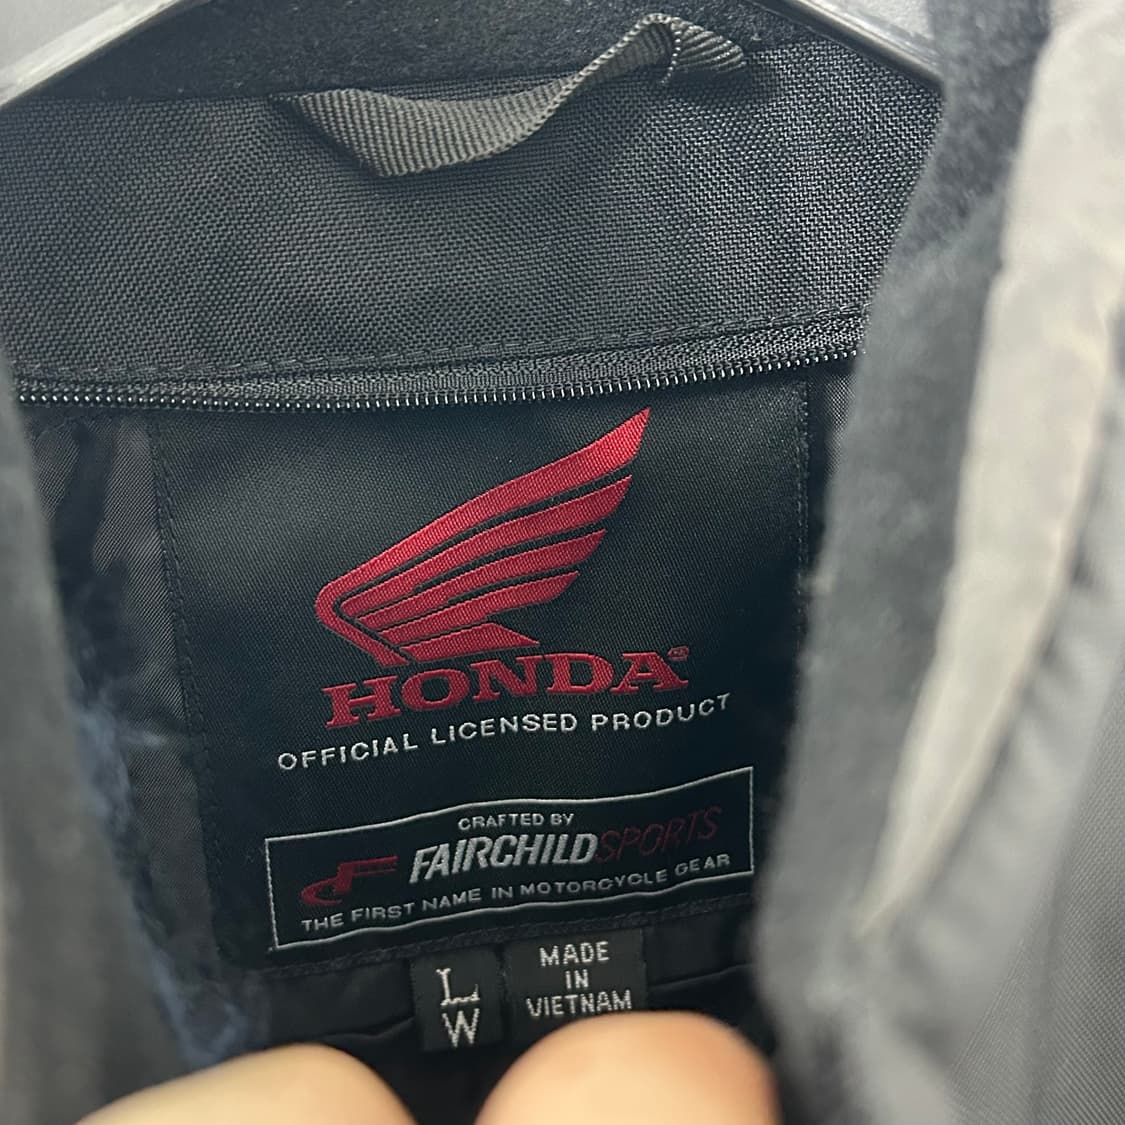 HONDA®
OFFICIAL LICENSED PRODUCT
CRAFTED BY
FAIRCHILDSPORTS
THE FIRST NAME IN MOTORCYCLE GEAR
L
W
MADE
IN
VIETNAM